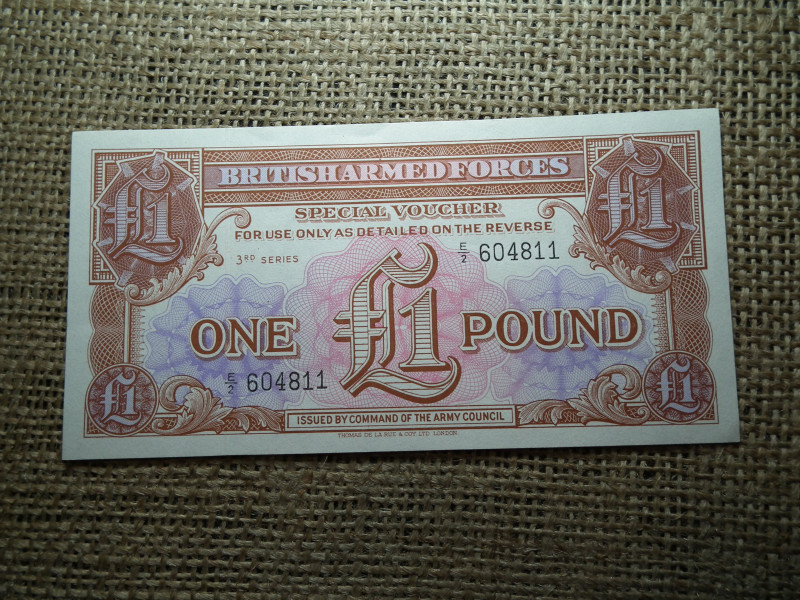 BRITISH ARMED FORCES
SPECIAL VOUCHER
FOR USE ONLY AS DETAILED ON THE REVERSE
3RD SERIES
E/2 604811
£1
£1
ONE £1 POUND
E/2 604811
£1
£1
ISSUED BY COMMAND OF THE ARMY COUNCIL
THOMAS DE LA RUE & COY. LTD. LONDON